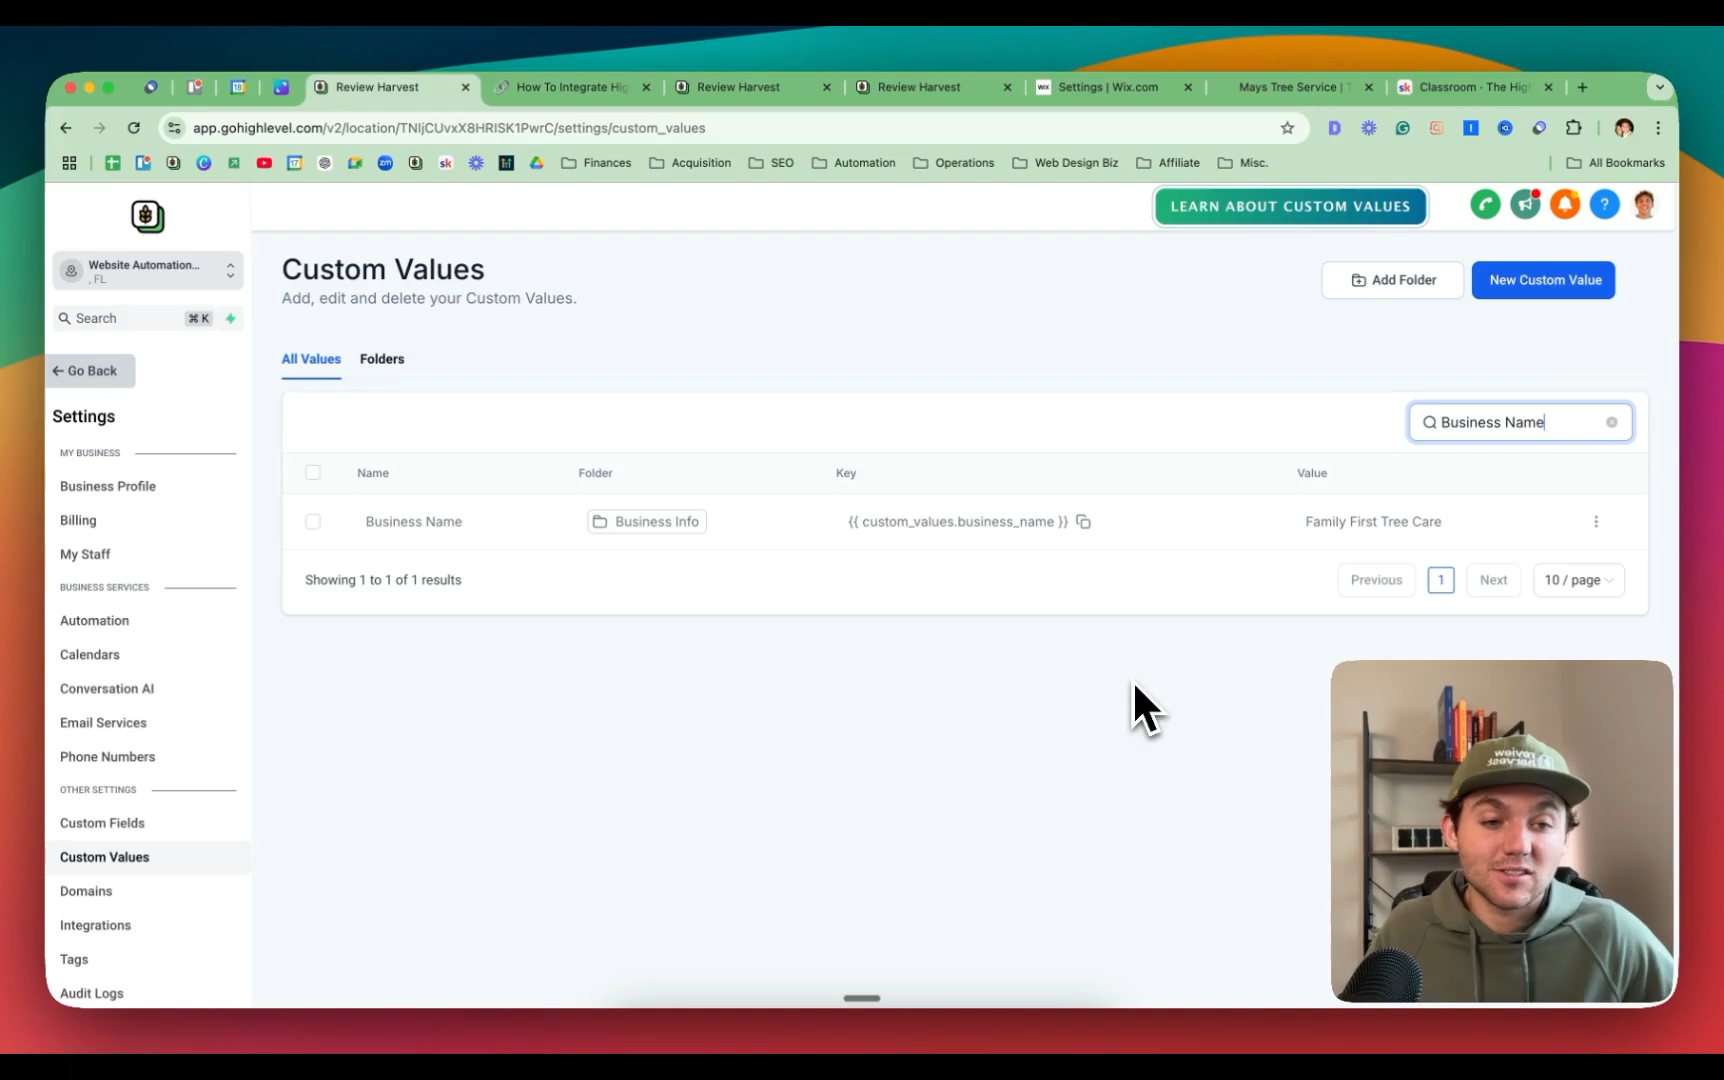 Review Harvest
How To Integrate Hig
Review Harvest
Review Harvest
WIX Settings | Wix.com
Mays Tree Service | T
sk Classroom - The Higl
app.gohighlevel.com/v2/location/TNIjCUvxX8HRISK1PwrC/settings/custom_values
Finances
Acquisition
SEO
Automation
Operations
Web Design Biz
Affiliate
Misc.
All Bookmarks
LEARN ABOUT CUSTOM VALUES
Website Automation...
, FL
Search
⌘ K
← Go Back
Settings
MY BUSINESS
Business Profile
Billing
My Staff
BUSINESS SERVICES
Automation
Calendars
Conversation AI
Email Services
Phone Numbers
OTHER SETTINGS
Custom Fields
Custom Values
Domains
Integrations
Tags
Audit Logs
Custom Values
Add, edit and delete your Custom Values.
Add Folder
New Custom Value
All Values
Folders
Business Name
Name
Folder
Key
Value
Business Name
Business Info
{{ custom_values.business_name }}
Family First Tree Care
Showing 1 to 1 of 1 results
Previous
1
Next
10 / page
review
harvest